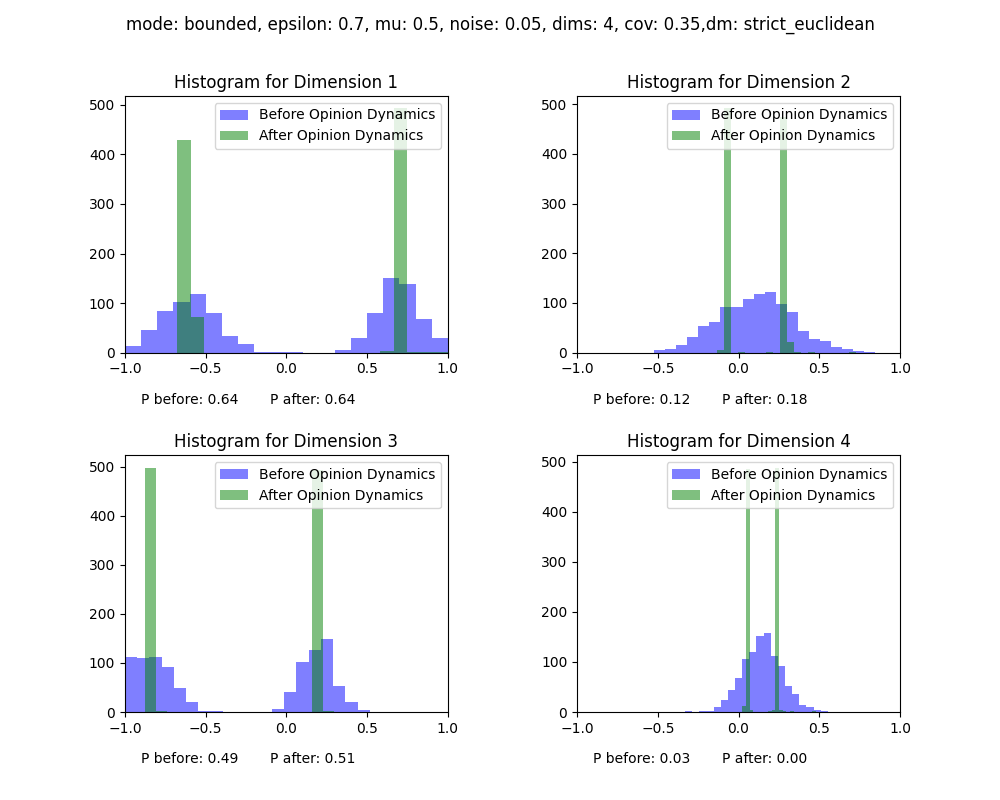 mode: bounded, epsilon: 0.7, mu: 0.5, noise: 0.05, dims: 4, cov: 0.35,dm: strict_euclidean
Histogram for Dimension 1
500
400
300
200
100
0
Before Opinion Dynamics
After Opinion Dynamics
−1.0 −0.5 0.0 0.5 1.0
P before: 0.64 P after: 0.64
Histogram for Dimension 2
500
400
300
200
100
0
Before Opinion Dynamics
After Opinion Dynamics
−1.0 −0.5 0.0 0.5 1.0
P before: 0.12 P after: 0.18
Histogram for Dimension 3
500
400
300
200
100
0
Before Opinion Dynamics
After Opinion Dynamics
−1.0 −0.5 0.0 0.5 1.0
P before: 0.49 P after: 0.51
Histogram for Dimension 4
500
400
300
200
100
0
Before Opinion Dynamics
After Opinion Dynamics
−1.0 −0.5 0.0 0.5 1.0
P before: 0.03 P after: 0.00